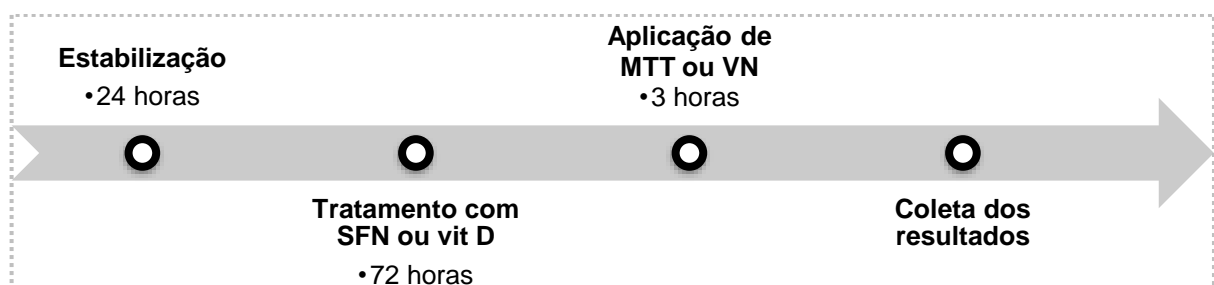 Estabilização
•24 horas
Tratamento com
SFN ou vit D
•72 horas
Aplicação de
MTT ou VN
•3 horas
Coleta dos
resultados